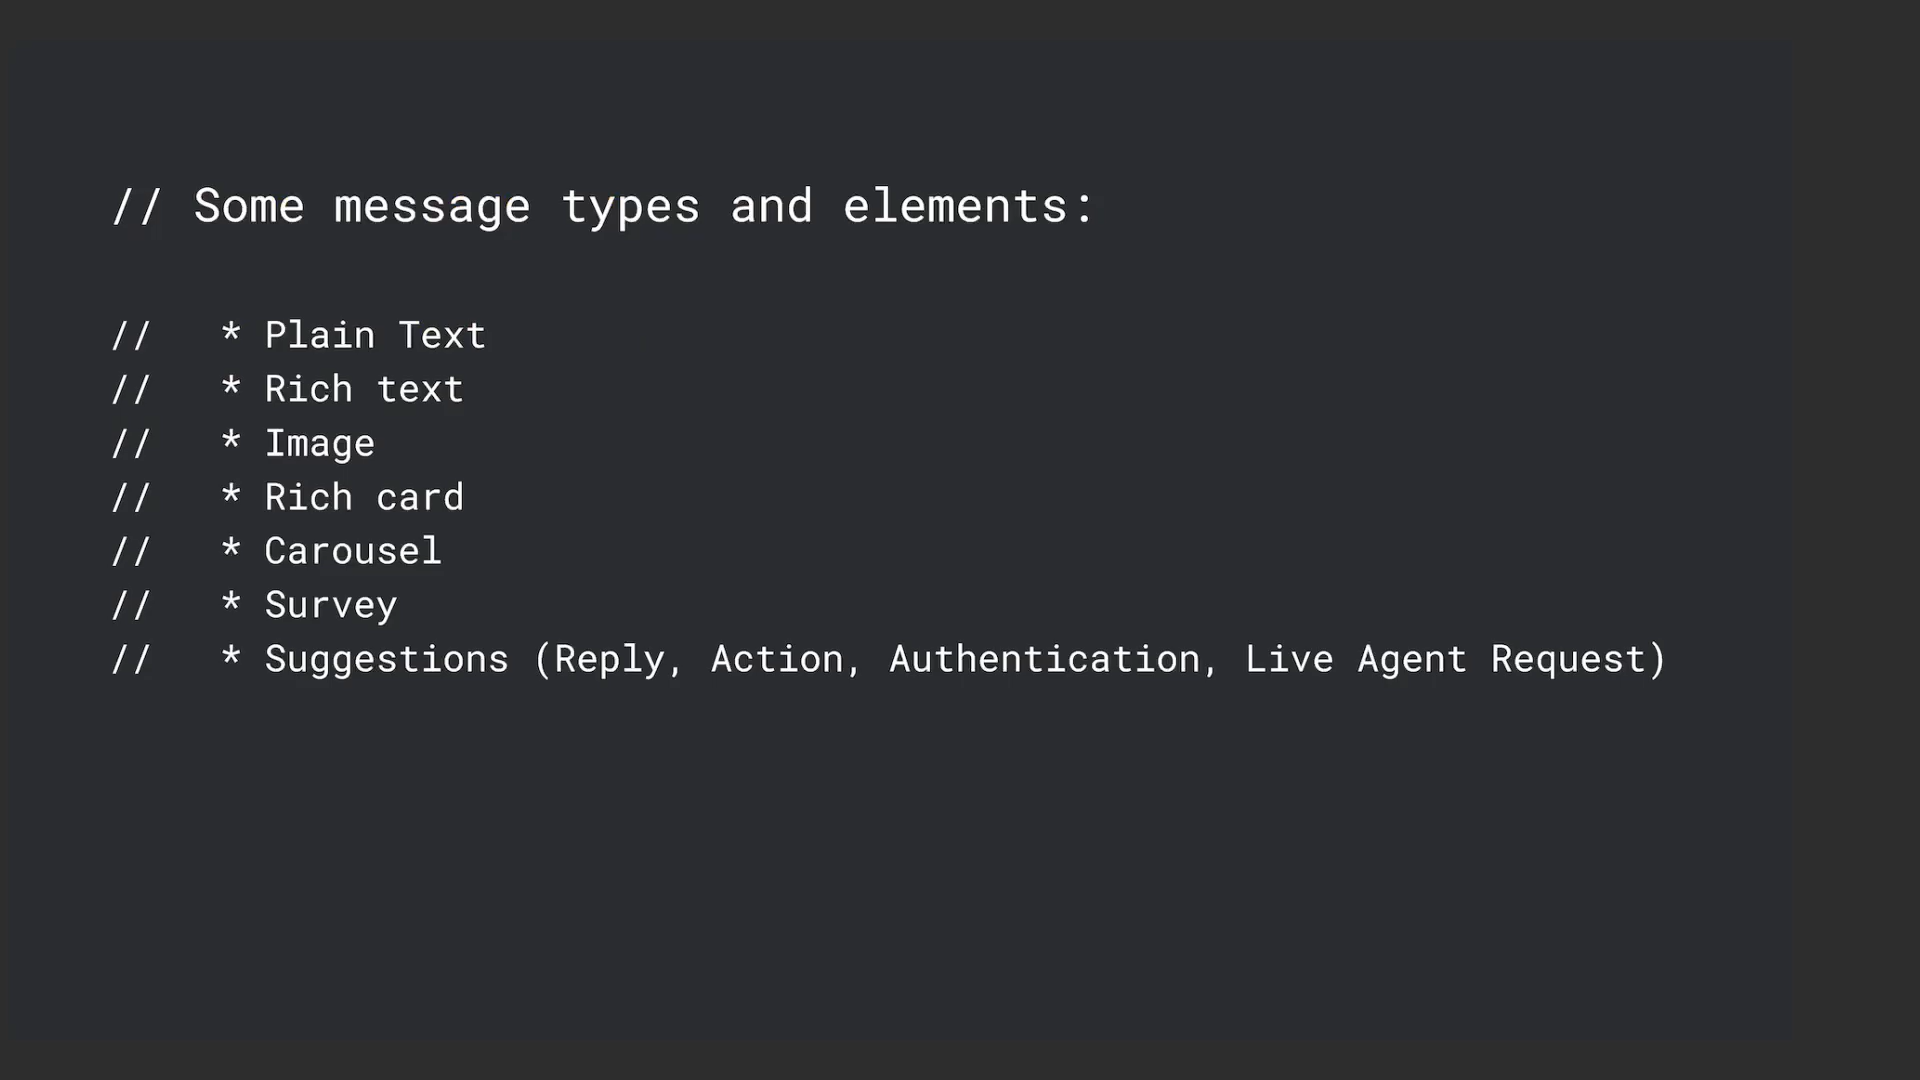 // Some message types and elements:
// * Plain Text
// * Rich text
// * Image
// * Rich card
// * Carousel
// * Survey
// * Suggestions (Reply, Action, Authentication, Live Agent Request)